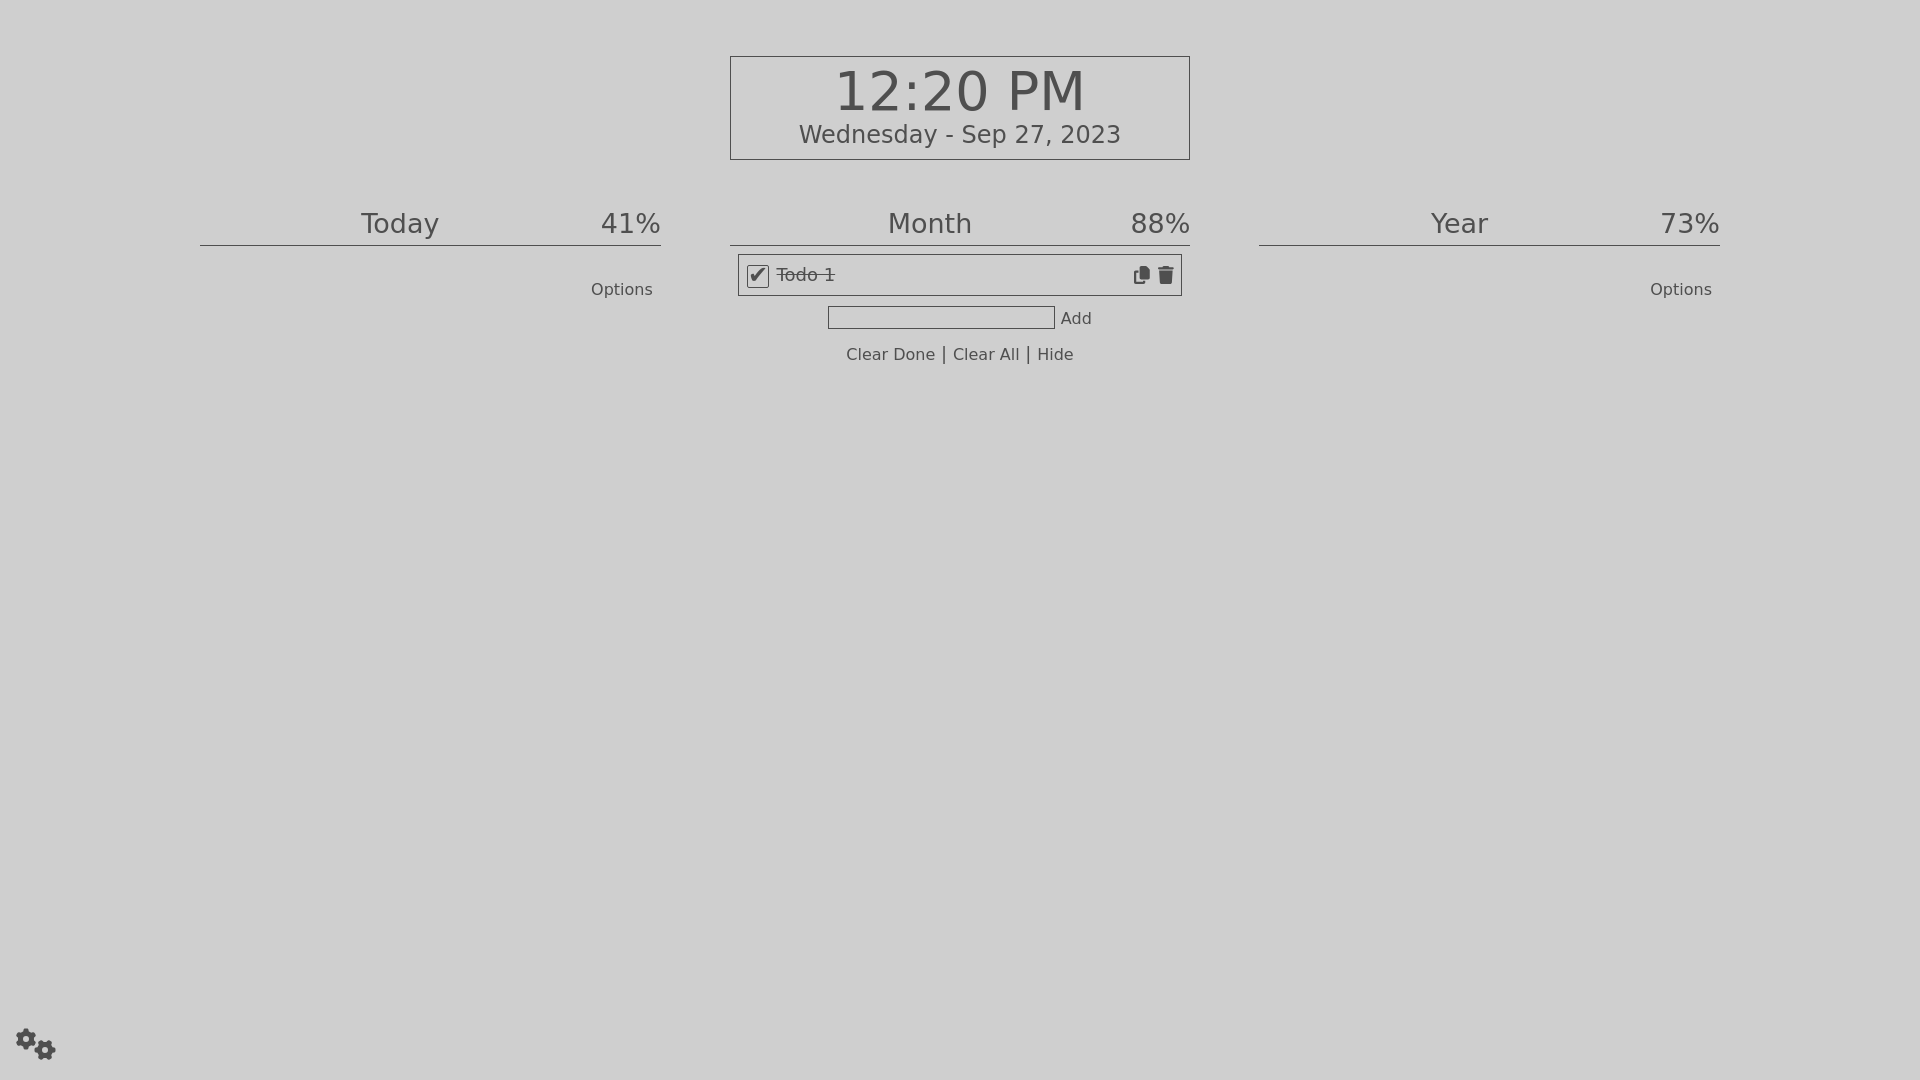 12:20 PM
Wednesday - Sep 27, 2023
Today 41%
Options
Month 88%
Todo 1
Add
Clear Done | Clear All | Hide
Year 73%
Options